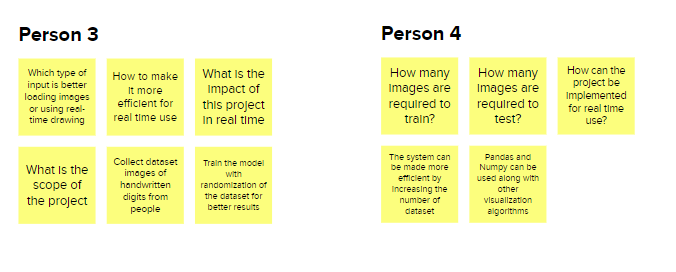 Person 3
Which type of
input is better
loading images
or using real-
time drawing
How to make
it more
efficient for
real time use
What is the
impact of
this project
in real time
What is the
scope of
the project
Collect dataset
images of
handwritten
digits from
people
Train the model
with
randomization of
the dataset for
better results
Person 4
How many
images are
required to
train?
How many
images are
required to
test?
How can the
project be
implemented
for real time
use?
The system can
be made more
efficient by
increasing the
number of
dataset
Pandas and
Numpy can be
used along with
other
visualization
algorithms